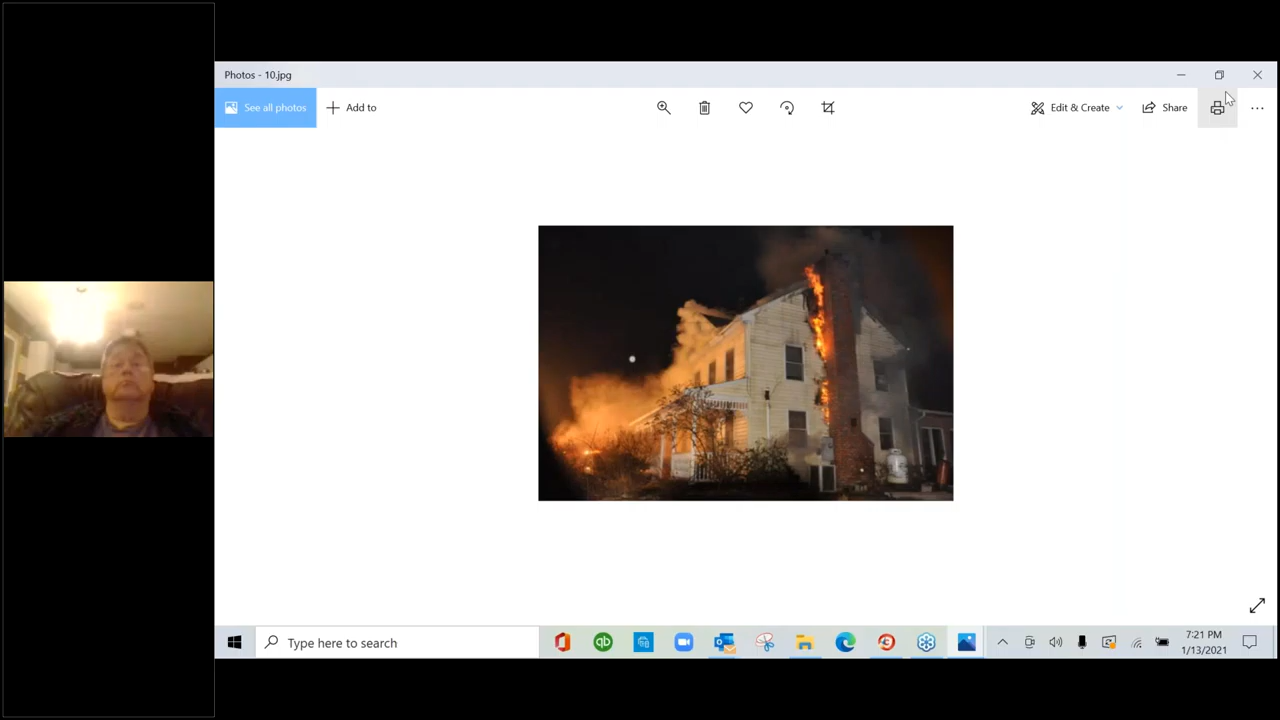 Photos - 10.jpg
See all photos
Add to
Edit & Create
Share
Type here to search
qb
7:21 PM
1/13/2021